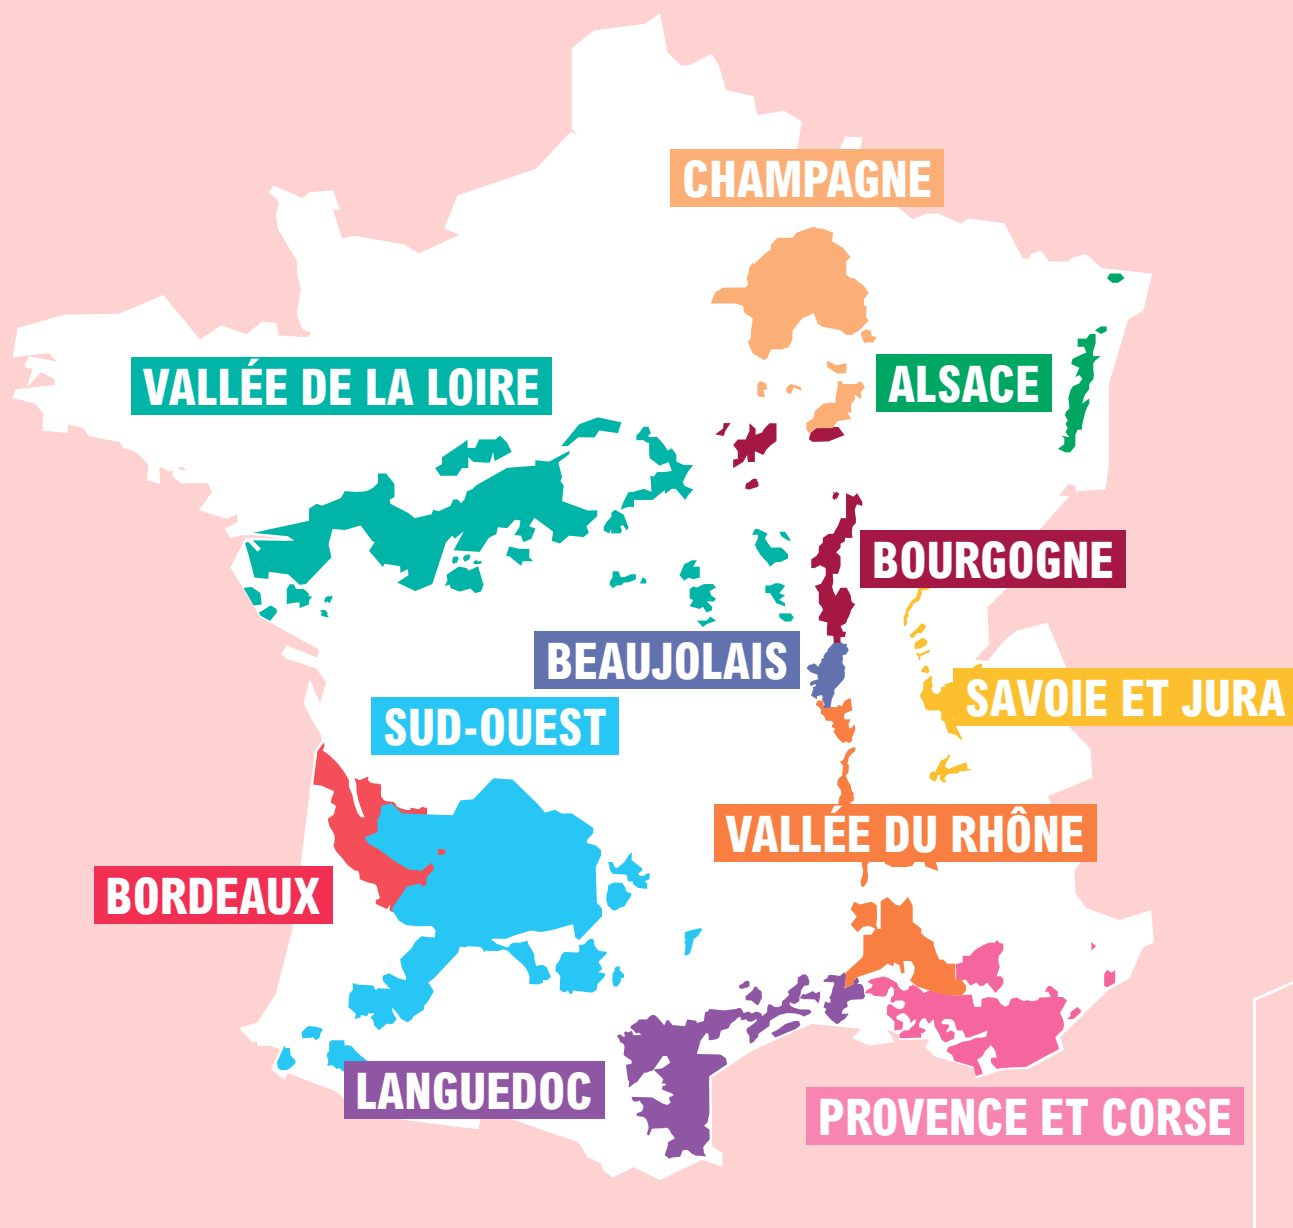 CHAMPAGNE
VALLÉE DE LA LOIRE
ALSACE
BOURGOGNE
BEAUJOLAIS
SAVOIE ET JURA
SUD-OUEST
VALLÉE DU RHÔNE
BORDEAUX
LANGUEDOC
PROVENCE ET CORSE